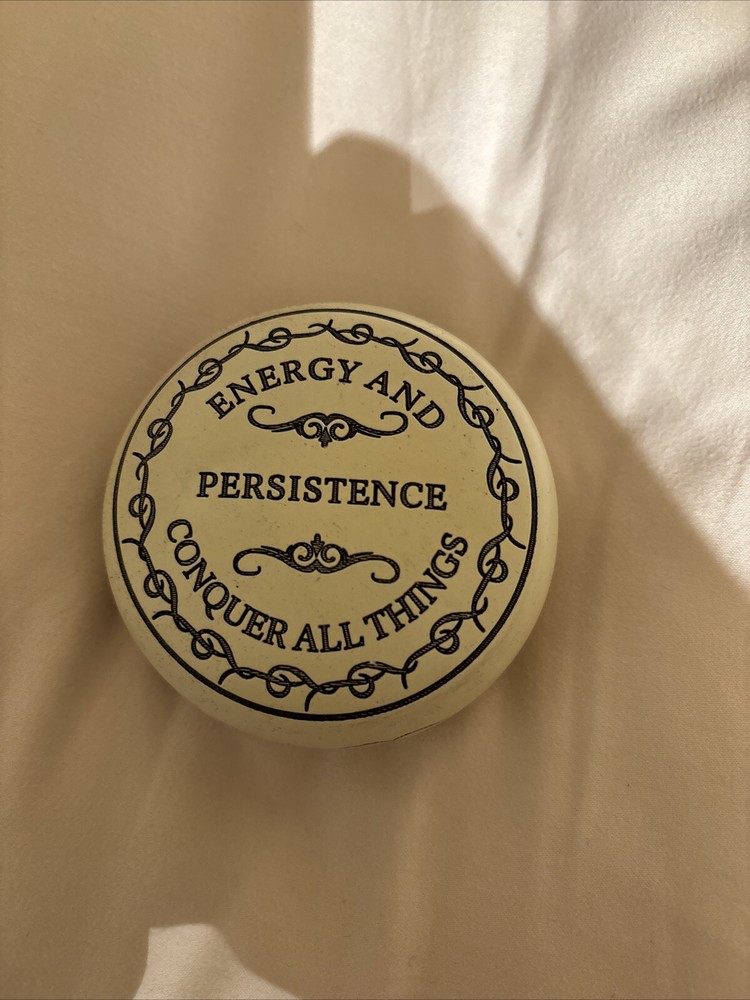 ENERGY AND
PERSISTENCE
CONQUER ALL THINGS